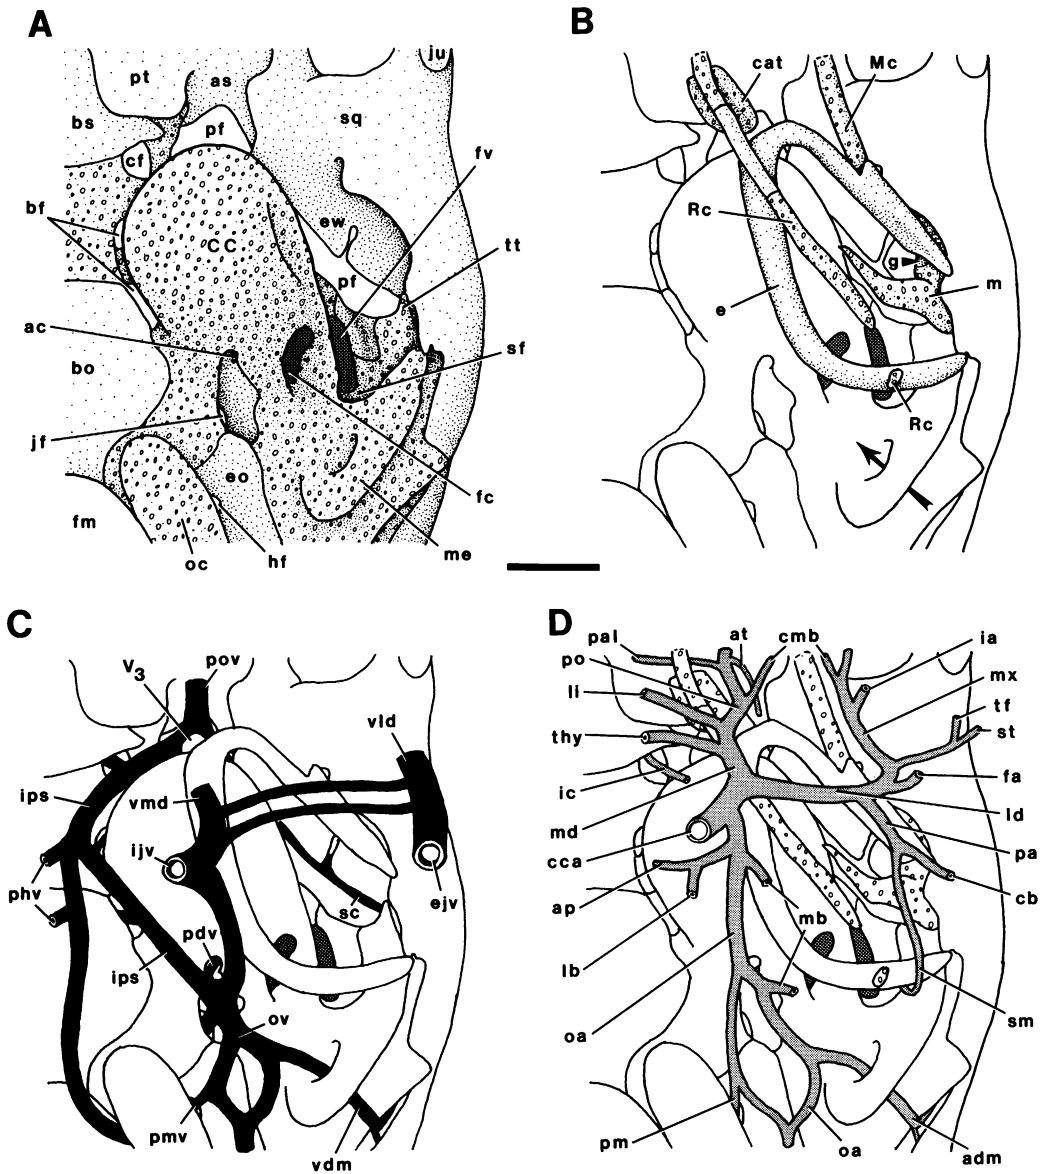 A
pt
as
ju
bs
pf
sq
cf
fv
bf
CC
ew
tt
pf
ac
sf
bo
jf
eo
fc
fm
me
oc
hf
B
cat
Mc
Rc
g
m
e
Rc
C
V3
pov
vld
ips
vmd
ijv
phv
ejv
sc
pdv
ips
ov
pmv
vdm
D
pal
at
cmb
ia
po
mx
li
tf
st
thy
fa
ic
ld
md
pa
cca
cb
ap
mb
lb
oa
sm
pm
oa
adm